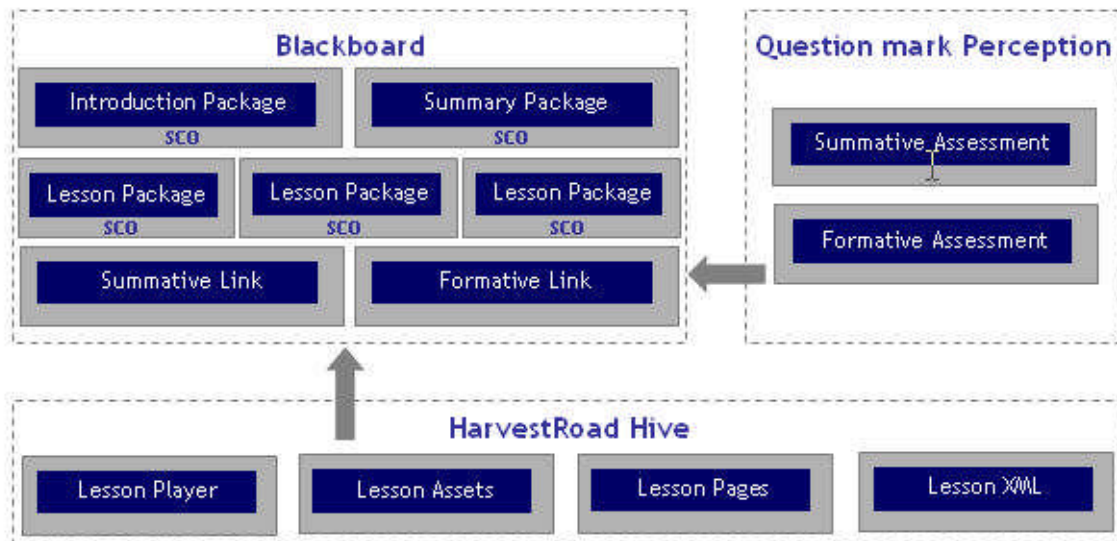 Blackboard
Introduction Package
SCO
Summary Package
SCO
Lesson Package
SCO
Lesson Package
SCO
Lesson Package
SCO
Summative Link
Formative Link
Question mark Perception
Summative Assessment
Formative Assessment
HarvestRoad Hive
Lesson Player
Lesson Assets
Lesson Pages
Lesson XML